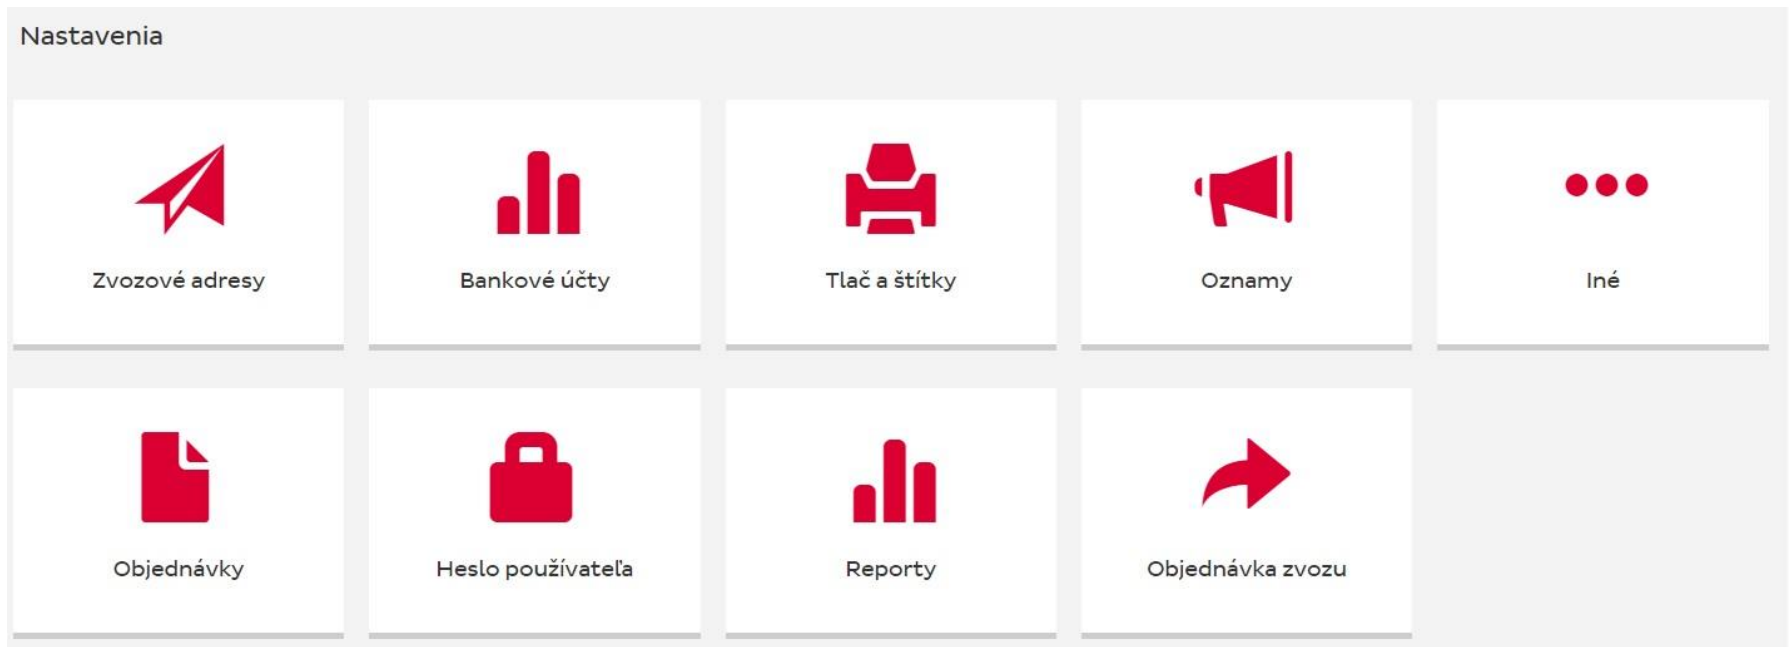 Nastavenia
Zvozové adresy
Bankové účty
Tlač a štítky
Oznamy
Iné
Objednávky
Heslo používateľa
Reporty
Objednávka zvozu